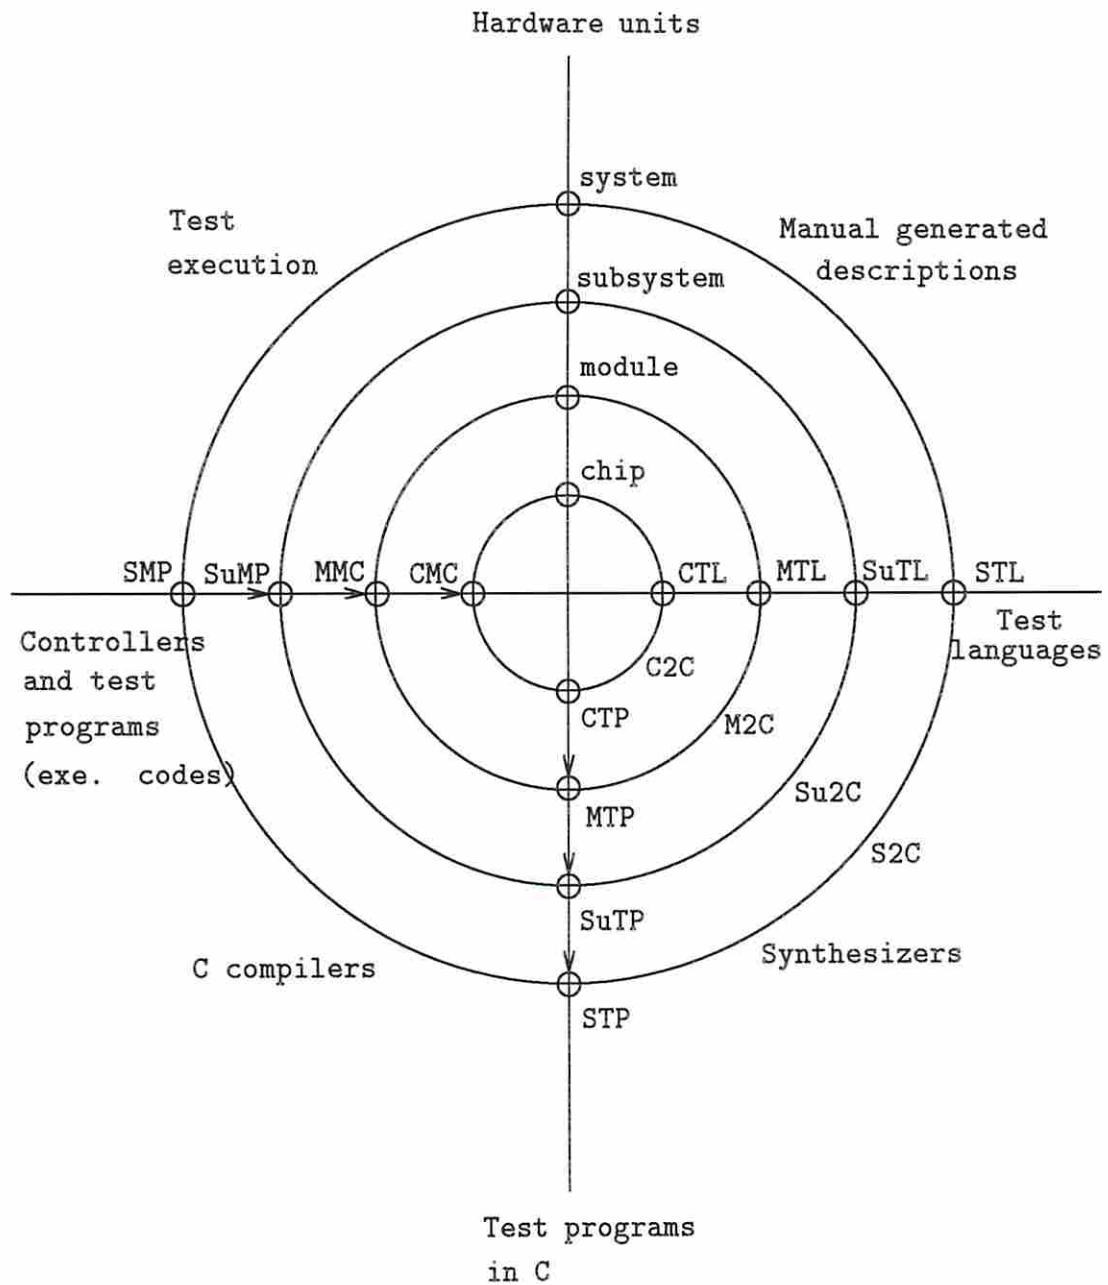 Hardware units
system
Test
execution
Manual generated
descriptions
subsystem
module
chip
SMP SuMP MMC CMC CTL MTL SuTL STL
Controllers
and test
programs
(exe. codes)
Test
languages
C2C
CTP
M2C
MTP
Su2C
S2C
SuTP
C compilers
Synthesizers
STP
Test programs
in C